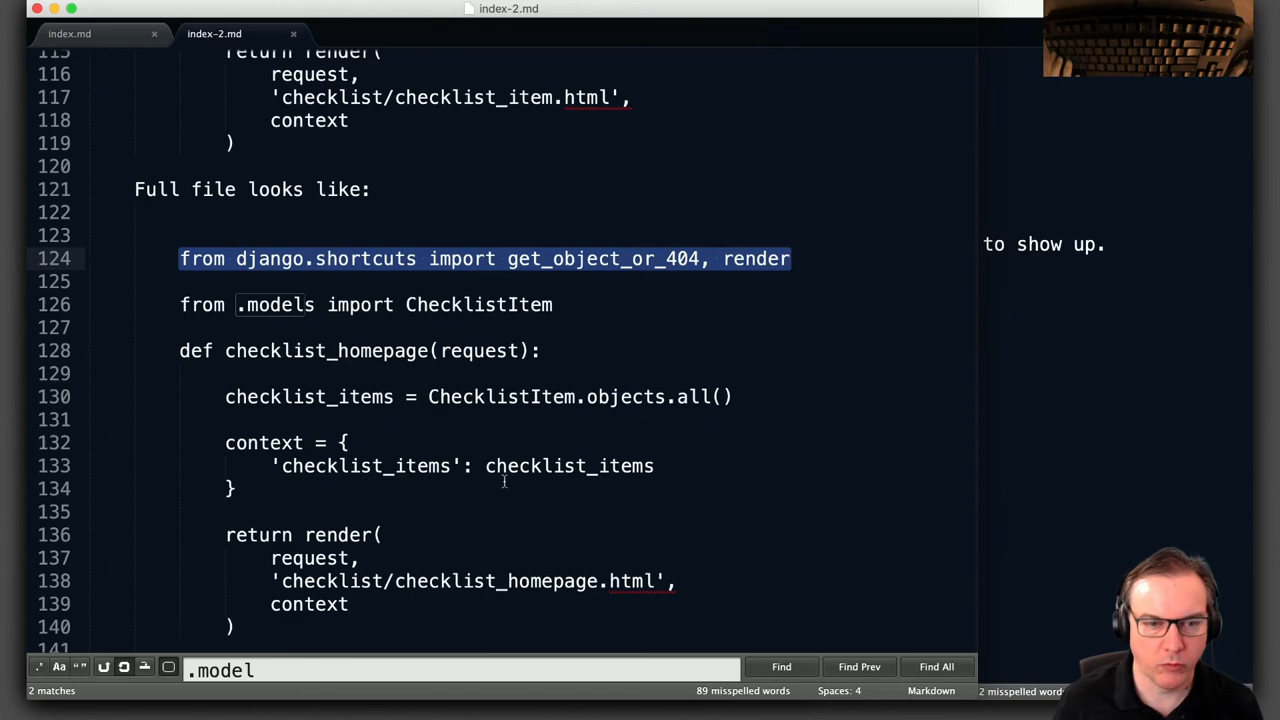 index-2.md
index.md ×
index-2.md ×
115 return render(
116 request,
117 'checklist/checklist_item.html',
118 context
119 )
120
121 Full file looks like:
122
123
to show up.
124 from django.shortcuts import get_object_or_404, render
125
126 from .models import ChecklistItem
127
128 def checklist_homepage(request):
129
130 checklist_items = ChecklistItem.objects.all()
131
132 context = {
133 'checklist_items': checklist_items
134 }
135
136 return render(
137 request,
138 'checklist/checklist_homepage.html',
139 context
140 )
141
.* Aa “” .model Find Find Prev Find All
2 matches 89 misspelled words Spaces: 4 Markdown 2 misspelled